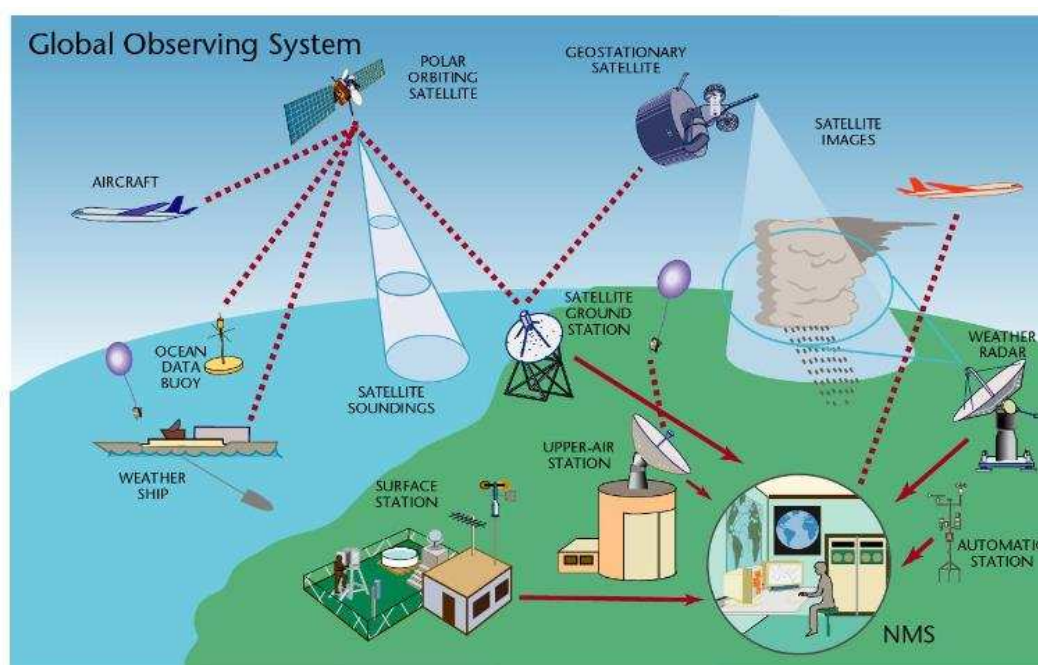 Global Observing System
POLAR
ORBITING
SATELLITE
GEOSTATIONARY
SATELLITE
SATELLITE
IMAGES
AIRCRAFT
SATELLITE
GROUND
STATION
OCEAN
DATA
BUOY
WEATHER
RADAR
SATELLITE
SOUNDINGS
WEATHER
SHIP
UPPER-AIR
STATION
SURFACE
STATION
AUTOMATIC
STATION
NMS